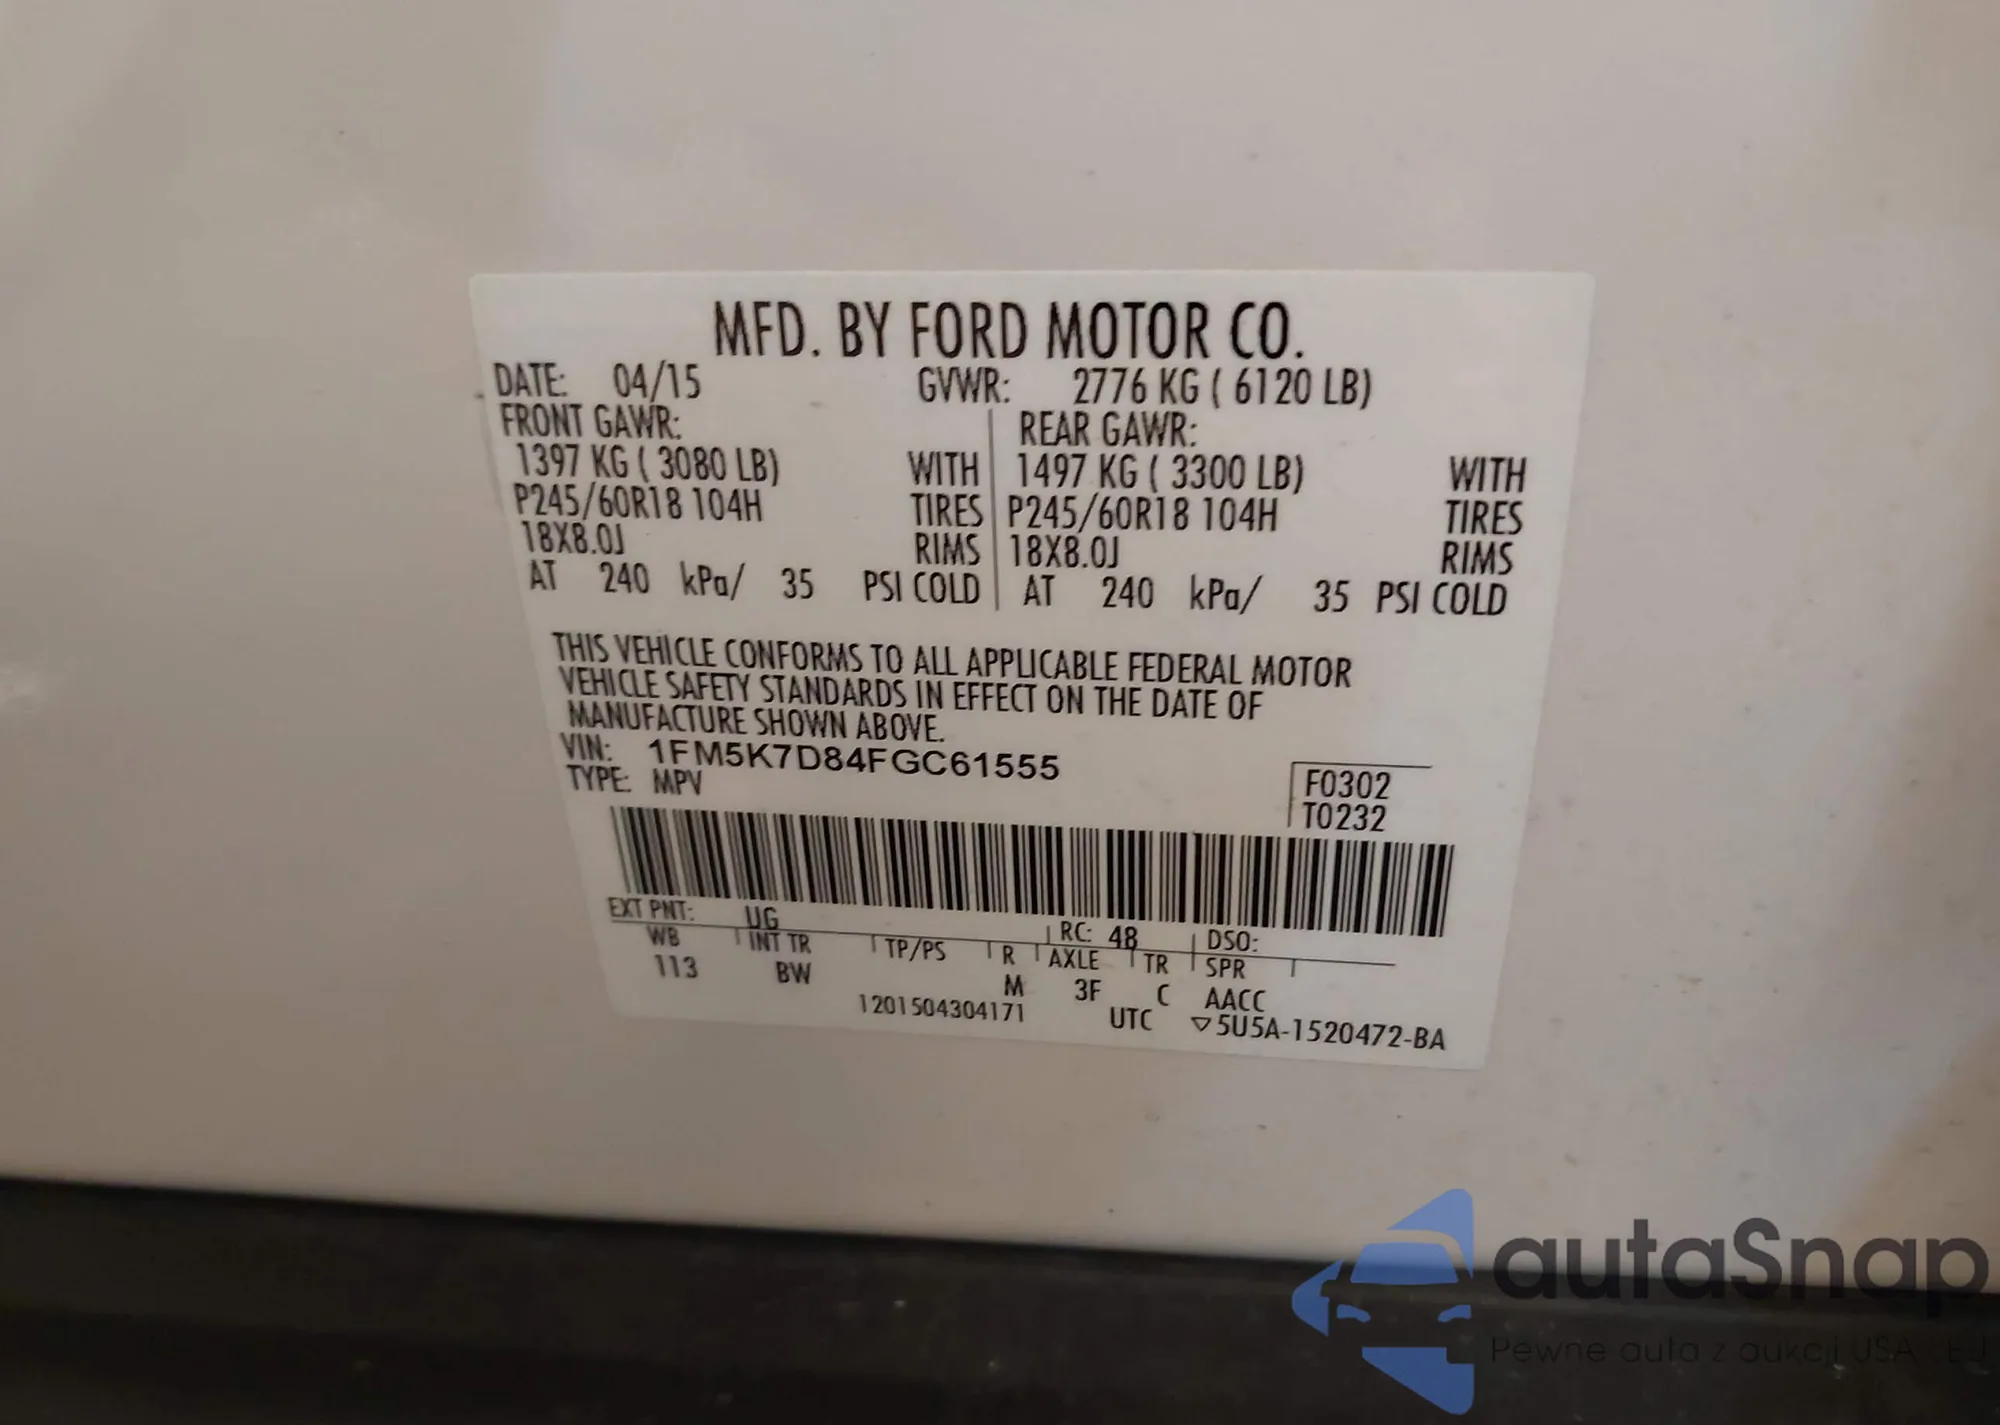 MFD. BY FORD MOTOR CO.
DATE: 04/15 GVWR: 2776 KG ( 6120 LB)
FRONT GAWR: REAR GAWR:
1397 KG ( 3080 LB) WITH 1497 KG ( 3300 LB) WITH
P245/60R18 104H TIRES P245/60R18 104H TIRES
18X8.0J RIMS 18X8.0J RIMS
AT 240 kPa/ 35 PSI COLD AT 240 kPa/ 35 PSI COLD
THIS VEHICLE CONFORMS TO ALL APPLICABLE FEDERAL MOTOR
VEHICLE SAFETY STANDARDS IN EFFECT ON THE DATE OF
MANUFACTURE SHOWN ABOVE.
VIN: 1FM5K7D84FGC61555
TYPE: MPV
F0302
T0232
EXT PNT: UG RC: 48 DSO:
WB INT TR TP/PS R AXLE TR SPR
113 BW M 3F C AACC
1201504304171 UTC ▽5U5A-1520472-BA
autaSnap
Pewne auta z aukcji USA i EU